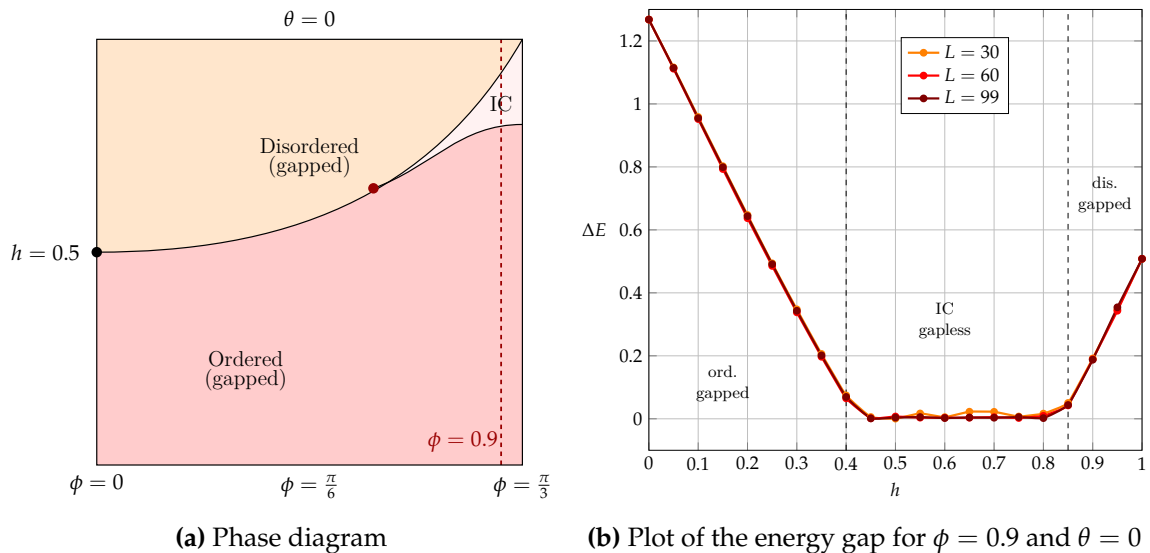 θ = 0
IC
Disordered
(gapped)
h = 0.5
Ordered
(gapped)
ϕ = 0.9
ϕ = 0
ϕ = π/6
ϕ = π/3
(a) Phase diagram
L = 30
L = 60
L = 99
1.2
1
0.8
0.6
0.4
0.2
0
ΔE
dis.
gapped
IC
gapless
ord.
gapped
0 0.1 0.2 0.3 0.4 0.5 0.6 0.7 0.8 0.9 1
h
(b) Plot of the energy gap for ϕ = 0.9 and θ = 0